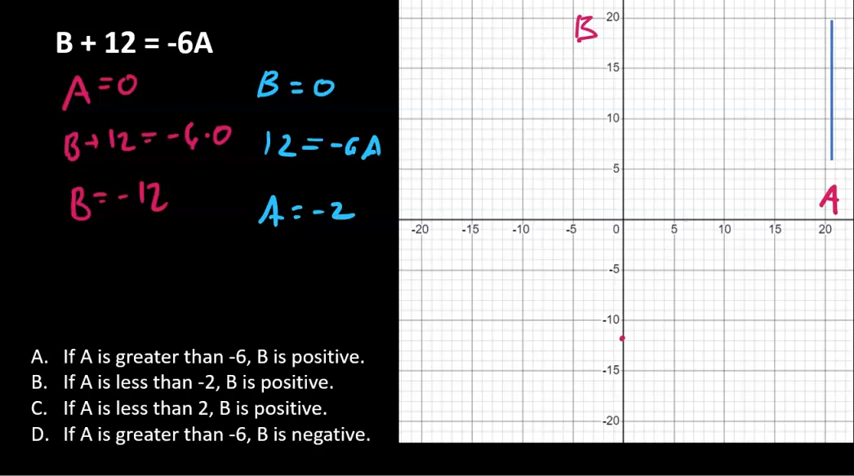 B + 12 = -6A
A = 0
B + 12 = -6·0
B = -12
B = 0
12 = -6A
A = -2
A. If A is greater than -6, B is positive.
B. If A is less than -2, B is positive.
C. If A is less than 2, B is positive.
D. If A is greater than -6, B is negative.
B
20
15
10
5
A
-20 -15 -10 -5 0 5 10 15 20
-5
-10
-15
-20